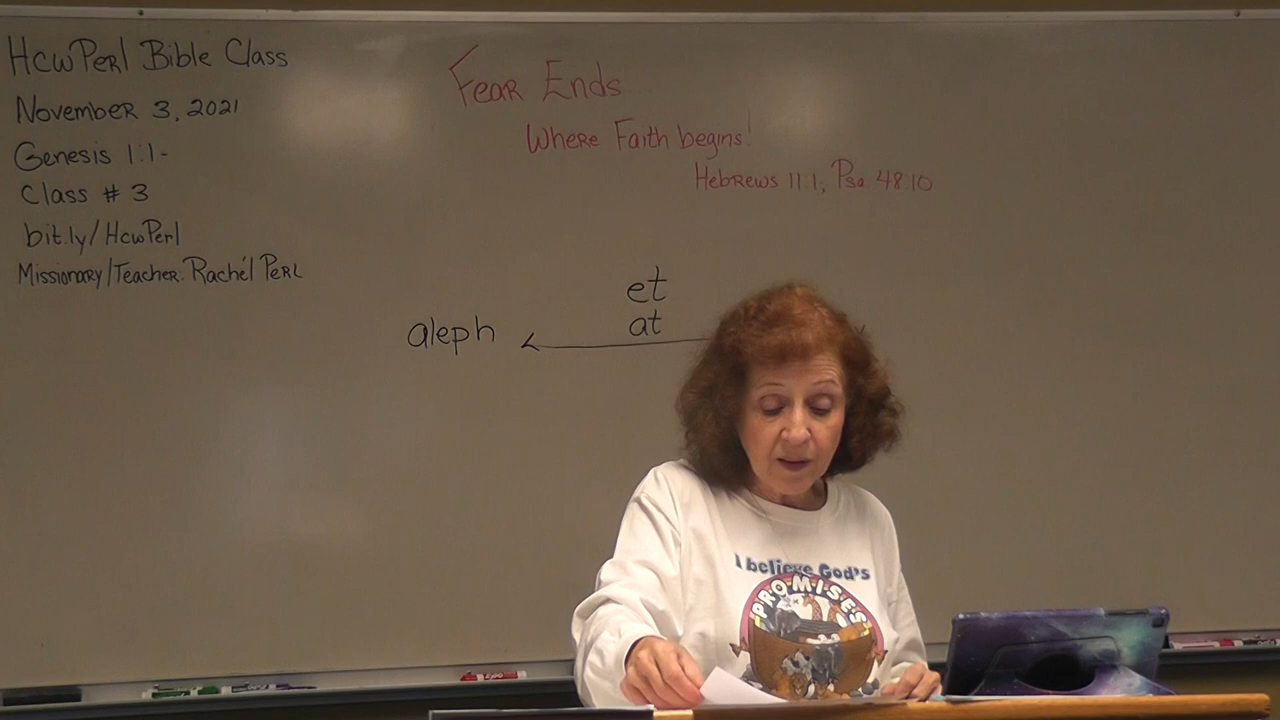 HcwPerl Bible Class
November 3, 2021
Genesis 1:1-
Class # 3
bit.ly/HcwPerl
Missionary/Teacher. Rachél Perl
Fear Ends
Where Faith begins!
Hebrews 11:1, Psa 48:10
et
at
aleph
I believe God's
PROMISES